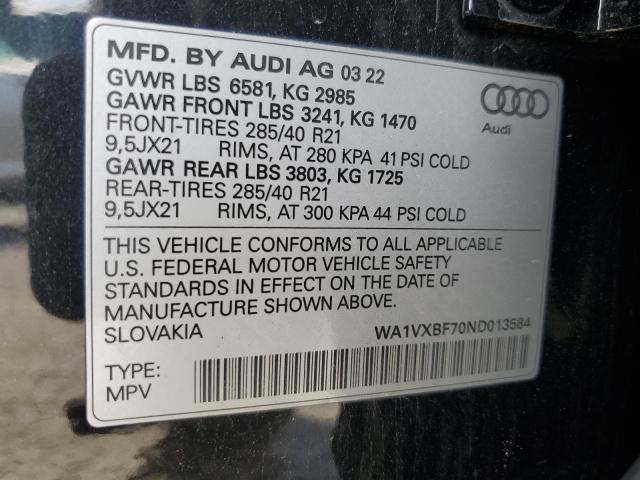 MFD. BY AUDI AG 03 22
GVWR LBS 6581, KG 2985
GAWR FRONT LBS 3241, KG 1470
FRONT-TIRES 285/40 R21
9,5JX21 RIMS, AT 280 KPA 41 PSI COLD
GAWR REAR LBS 3803, KG 1725
REAR-TIRES 285/40 R21
9,5JX21 RIMS, AT 300 KPA 44 PSI COLD
Audi
THIS VEHICLE CONFORMS TO ALL APPLICABLE
U.S. FEDERAL MOTOR VEHICLE SAFETY
STANDARDS IN EFFECT ON THE DATE OF
MANUFACTURE SHOWN ABOVE.
SLOVAKIA
WA1VXBF70ND013584
TYPE:
MPV